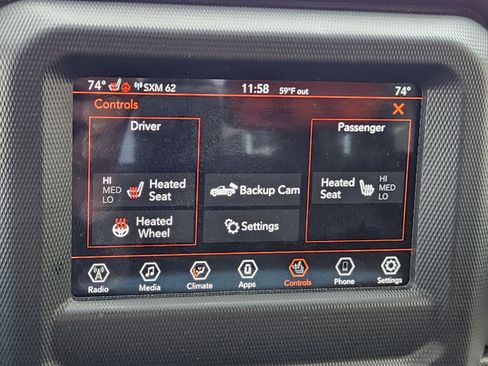 74° SXM 62 11:58 59°F out 74°
Controls
Driver
Passenger
HI
MED
LO
Heated
Seat
Backup Cam
Heated
Seat
HI
MED
LO
Heated
Wheel
Settings
Radio Media Climate Apps Controls Phone Settings